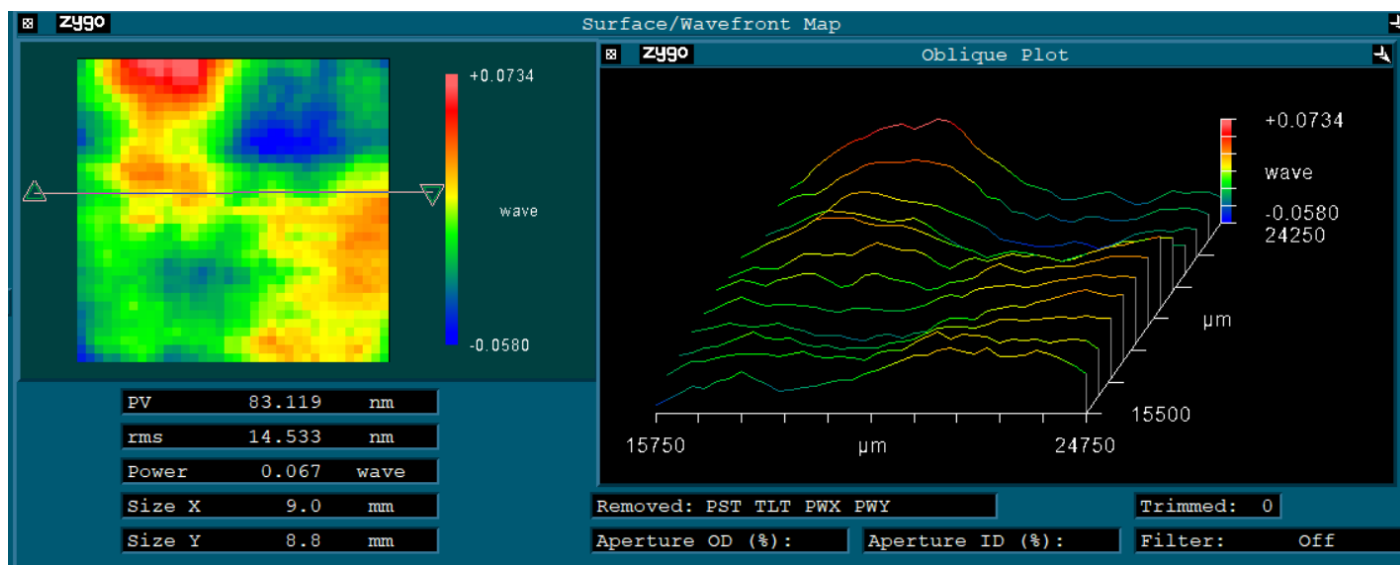 zygo Surface/Wavefront Map
+0.0734
wave
-0.0580
zygo Oblique Plot
+0.0734
wave
-0.0580
24250
µm
15500
15750 µm 24750
PV 83.119 nm
rms 14.533 nm
Power 0.067 wave
Size X 9.0 mm
Size Y 8.8 mm
Removed: PST TLT PWX PWY
Trimmed: 0
Aperture OD (%):
Aperture ID (%):
Filter: Off